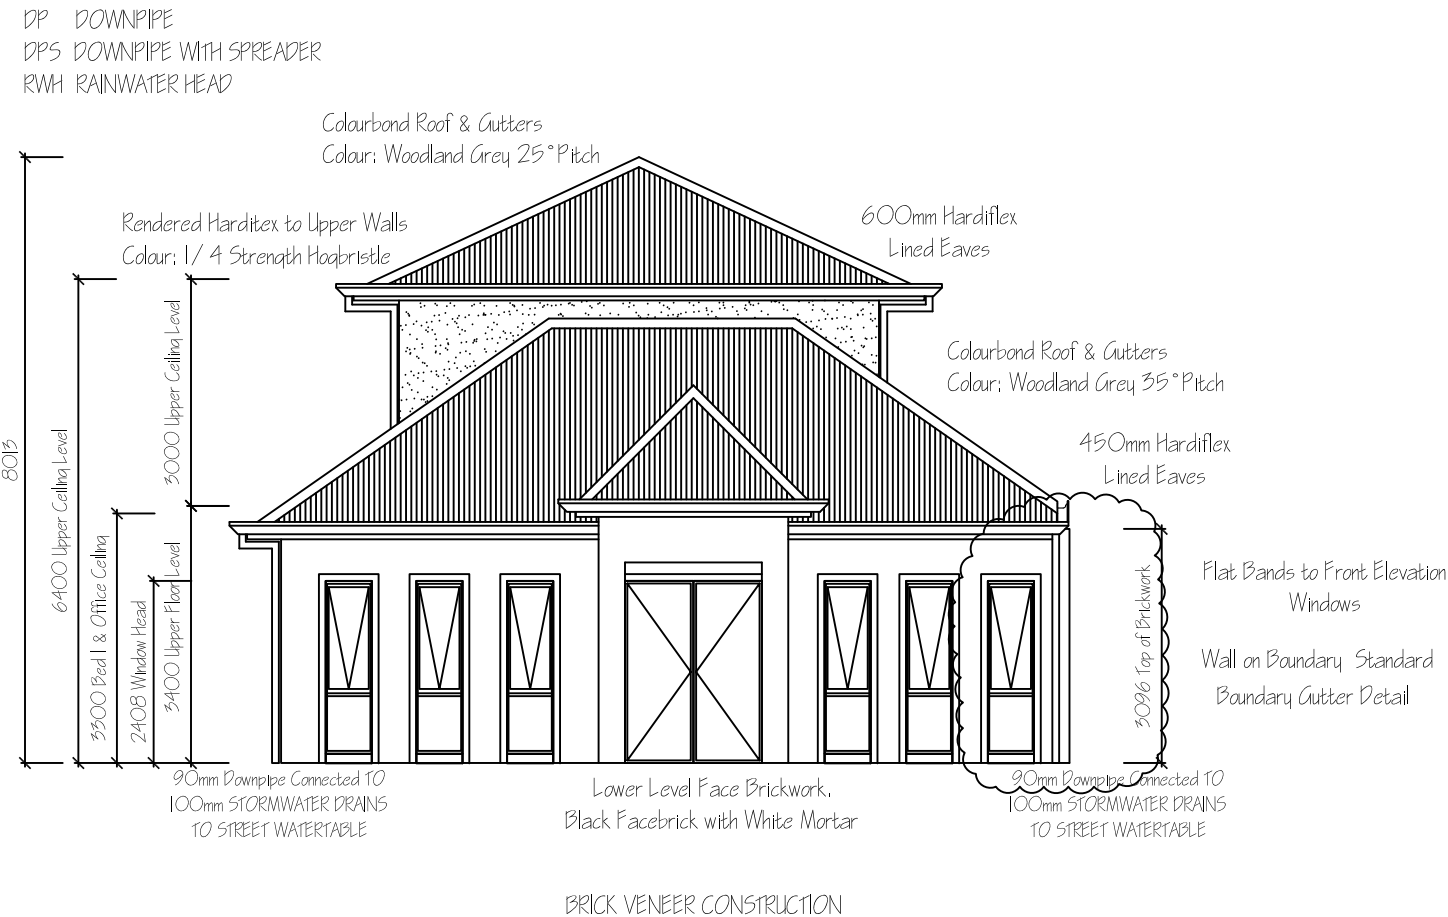 DP DOWNPIPE
DPS DOWNPIPE WITH SPREADER
RWH RAINWATER HEAD
Colourbond Roof & Gutters
Colour: Woodland Grey 25° Pitch
Rendered Harditex to Upper Walls
Colour: 1/4 Strength Hogbristle
600mm Hardiflex
Lined Eaves
Colourbond Roof & Gutters
Colour: Woodland Grey 35° Pitch
450mm Hardiflex
Lined Eaves
8013
6400 Upper Ceiling Level
3300 Bed 1 & Office Ceiling
2408 Window Head
3000 Upper Ceiling Level
3400 Upper Floor Level
3096 Top of Brickwork
Flat Bands to Front Elevation
Windows
Wall on Boundary Standard
Boundary Gutter Detail
90mm Downpipe Connected TO
100mm STORMWATER DRAINS
TO STREET WATERTABLE
Lower Level Face Brickwork,
Black Facebrick with White Mortar
90mm Downpipe Connected TO
100mm STORMWATER DRAINS
TO STREET WATERTABLE
BRICK VENEER CONSTRUCTION